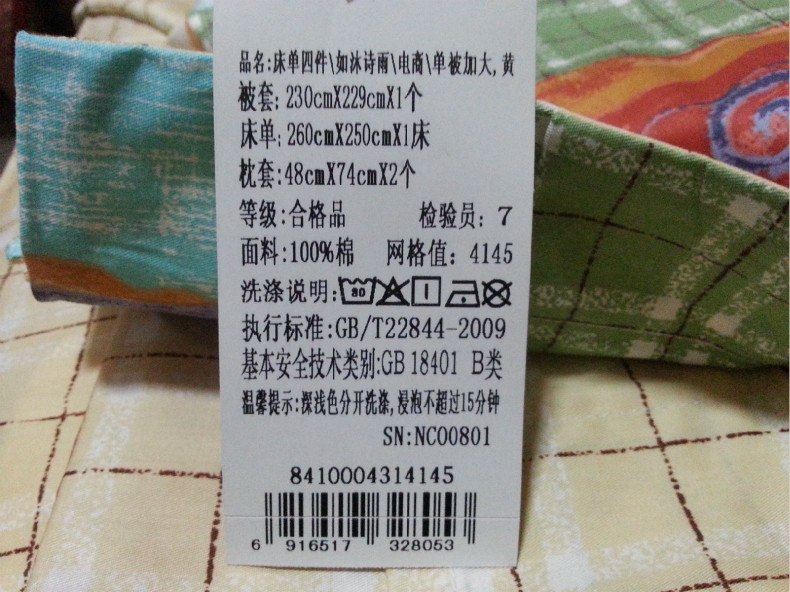 品名:床单四件\如沐诗雨\电商\单被加大,黄
被套:230cmX229cmX1个
床单:260cmX250cmX1床
枕套:48cmX74cmX2个
等级:合格品 检验员:7
面料:100%棉 网格值:4145
洗涤说明:80
执行标准:GB/T22844-2009
基本安全技术类别:GB 18401 B类
温馨提示:深浅色分开洗涤,浸泡不超过15分钟
SN:NC00801
8410004314145
6 916517 328053